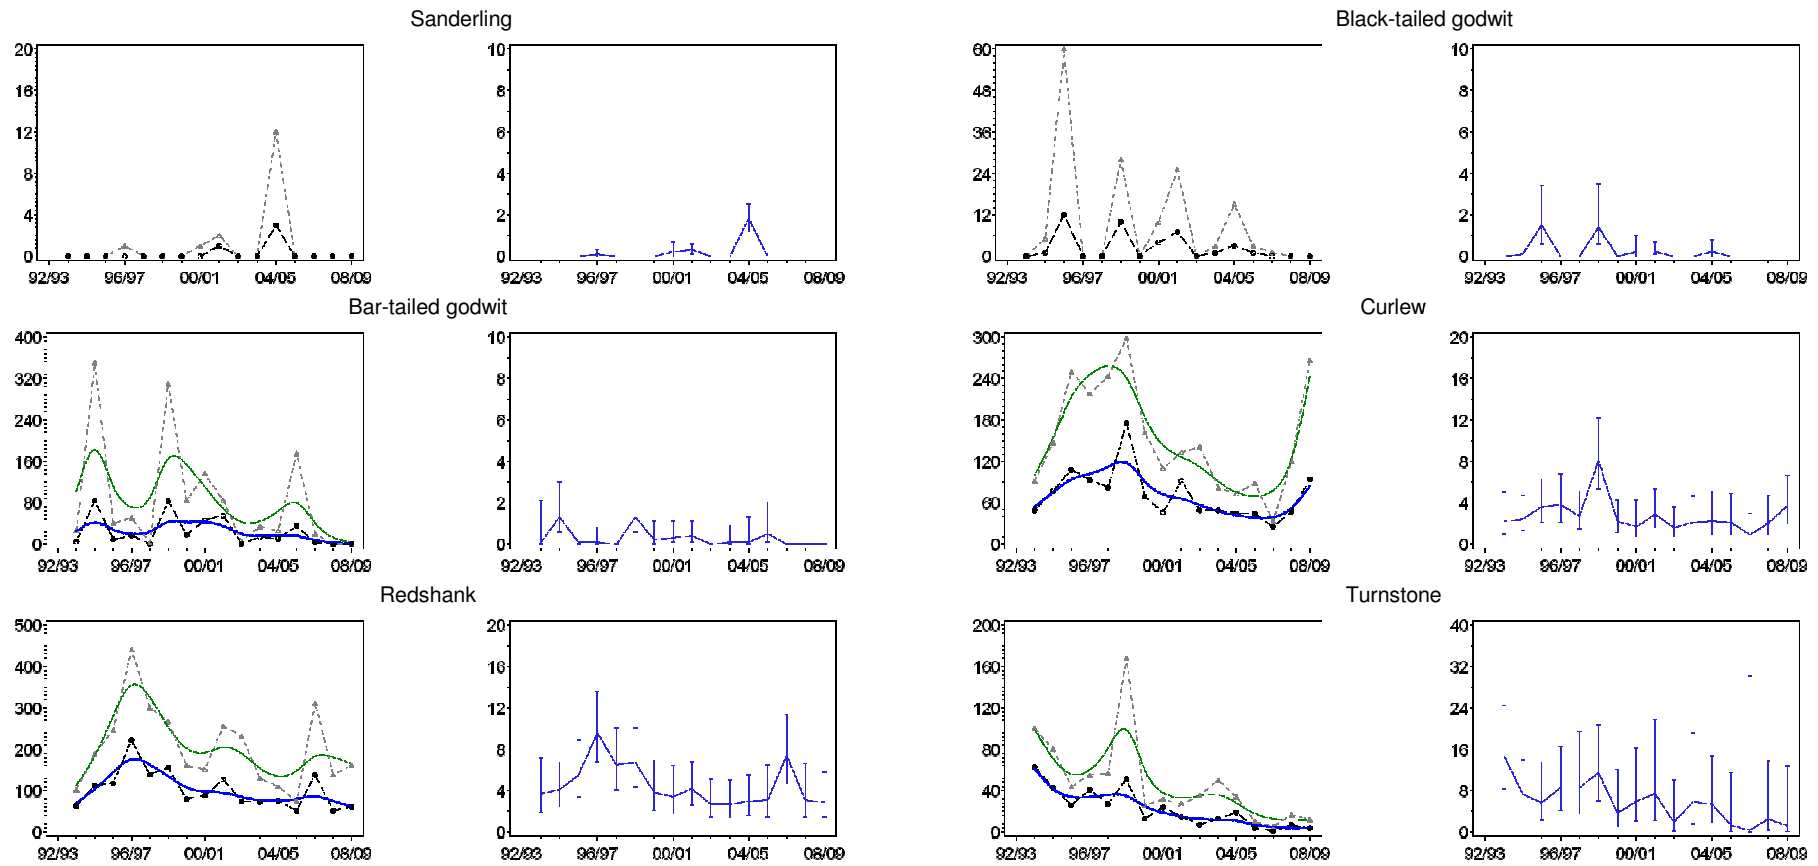 Sanderling Black-tailed godwit
20 10 60 10
16 8 48 8
12 6 36 6
8 4 24 4
4 2 12 2
0 0 0 0
92/93 96/97 00/01 04/05 08/09 92/93 96/97 00/01 04/05 08/09 92/93 96/97 00/01 04/05 08/09 92/93 96/97 00/01 04/05 08/09
Bar-tailed godwit Curlew
400 10 300 20
320 8 240 16
240 6 180 12
160 4 120 8
80 2 60 4
0 0 0 0
92/93 96/97 00/01 04/05 08/09 92/93 96/97 00/01 04/05 08/09 92/93 96/97 00/01 04/05 08/09 92/93 96/97 00/01 04/05 08/09
Redshank Turnstone
500 20 200 40
400 16 160 32
300 12 120 24
200 8 80 16
100 4 40 8
0 0 0 0
92/93 96/97 00/01 04/05 08/09 92/93 96/97 00/01 04/05 08/09 92/93 96/97 00/01 04/05 08/09 92/93 96/97 00/01 04/05 08/09